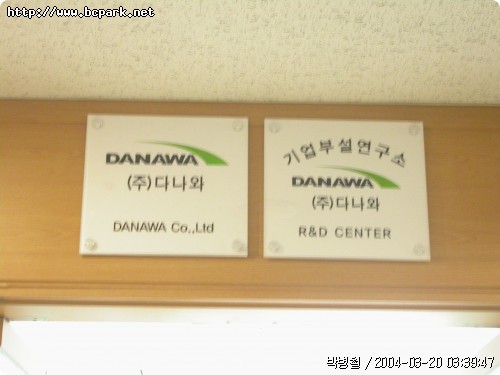 http://www.bcpark.net
DANAWA
(주)다나와
DANAWA Co.,Ltd
기업부설연구소
DANAWA
(주)다나와
R&D CENTER
박병철 / 2004-03-20 03:39:47